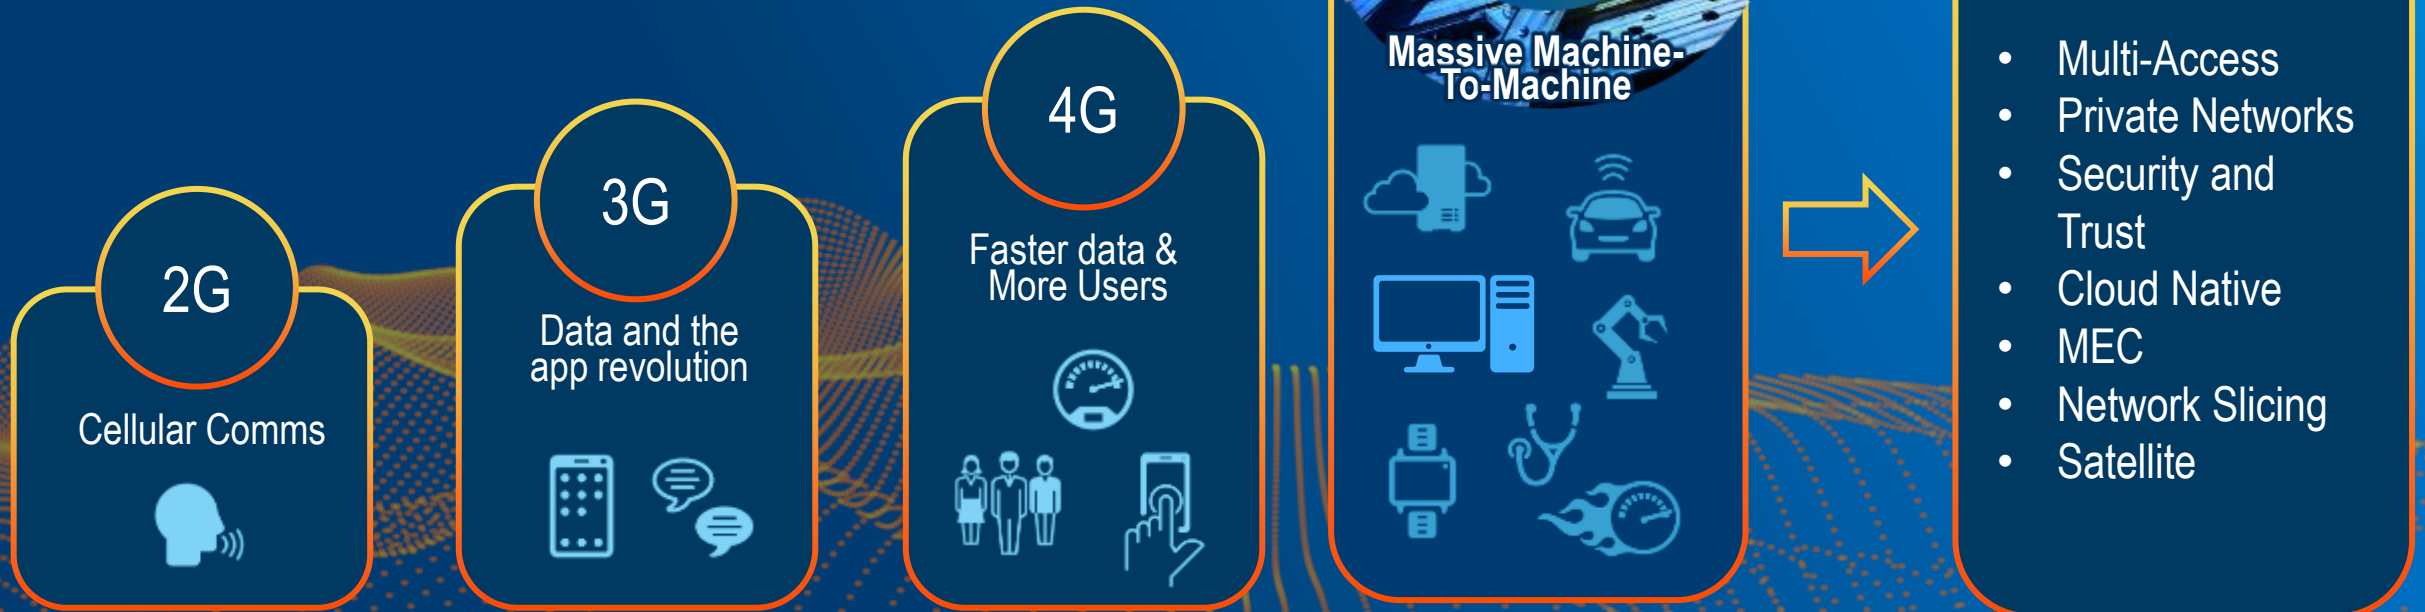 2G
Cellular Comms
3G
Data and the
app revolution
4G
Faster data &
More Users
Massive Machine-
To-Machine
• Multi-Access
• Private Networks
• Security and
Trust
• Cloud Native
• MEC
• Network Slicing
• Satellite